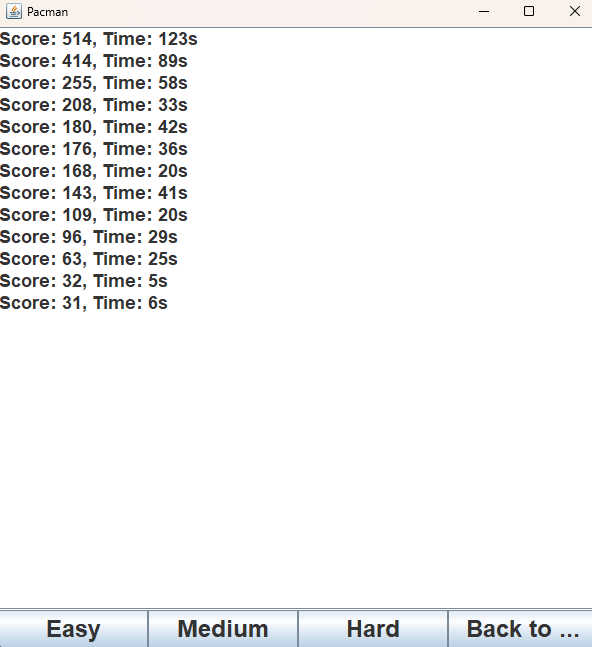 Pacman
Score: 514, Time: 123s
Score: 414, Time: 89s
Score: 255, Time: 58s
Score: 208, Time: 33s
Score: 180, Time: 42s
Score: 176, Time: 36s
Score: 168, Time: 20s
Score: 143, Time: 41s
Score: 109, Time: 20s
Score: 96, Time: 29s
Score: 63, Time: 25s
Score: 32, Time: 5s
Score: 31, Time: 6s
Easy Medium Hard Back to ...